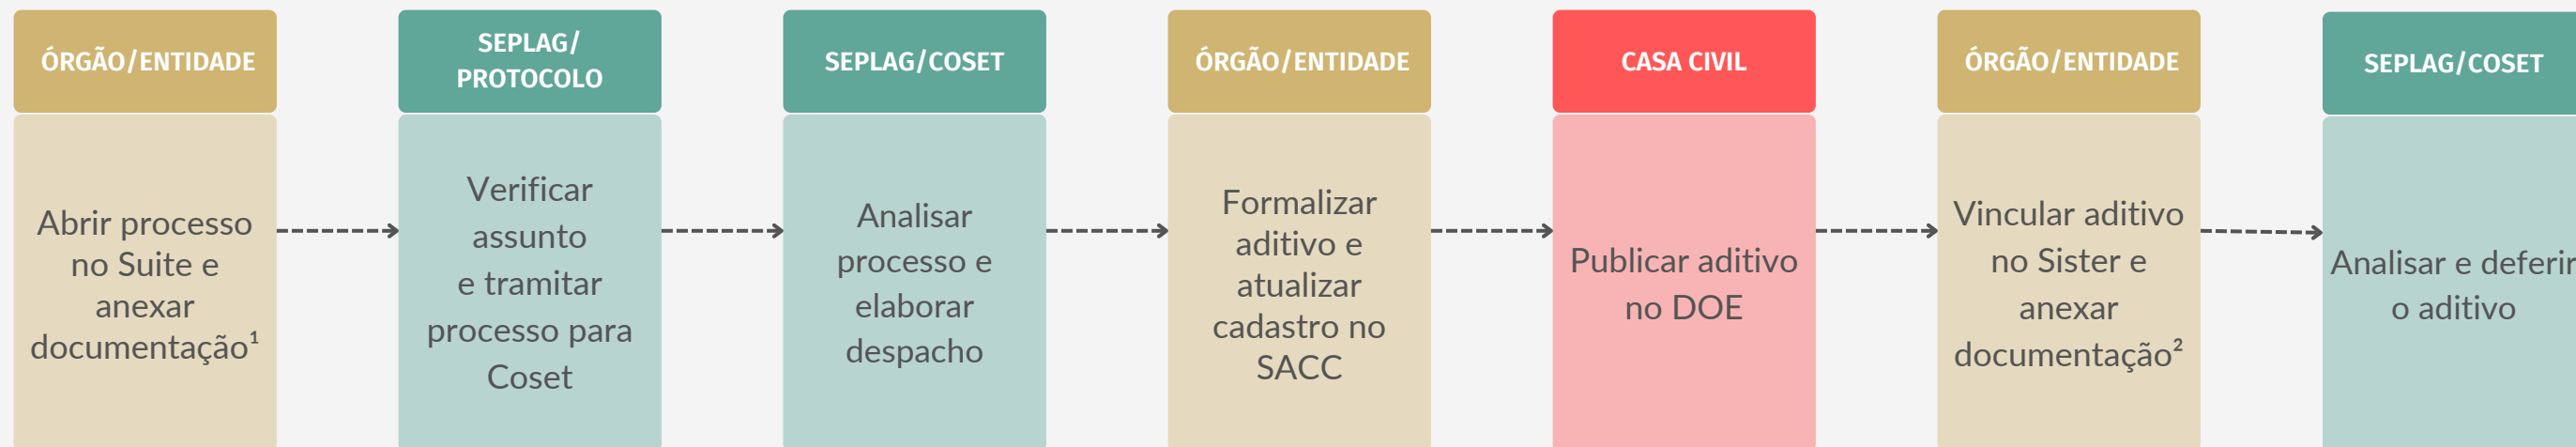 ÓRGÃO/ENTIDADE
Abrir processo
no Suite e
anexar
documentação¹
SEPLAG/
PROTOCOLO
Verificar
assunto
e tramitar
processo para
Coset
SEPLAG/COSET
Analisar
processo e
elaborar
despacho
ÓRGÃO/ENTIDADE
Formalizar
aditivo e
atualizar
cadastro no
SACC
CASA CIVIL
Publicar aditivo
no DOE
ÓRGÃO/ENTIDADE
Vincular aditivo
no Sister e
anexar
documentação²
SEPLAG/COSET
Analisar e deferir
o aditivo